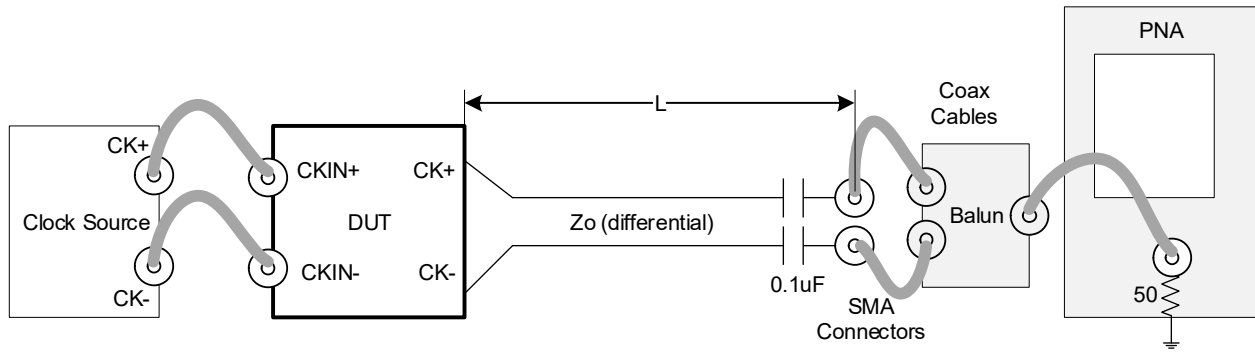 PNA
L
Coax
Cables
CK+
CKIN+
CK+
Clock Source
DUT
Zo (differential)
Balun
CK-
CKIN-
CK-
0.1uF
SMA
Connectors
50